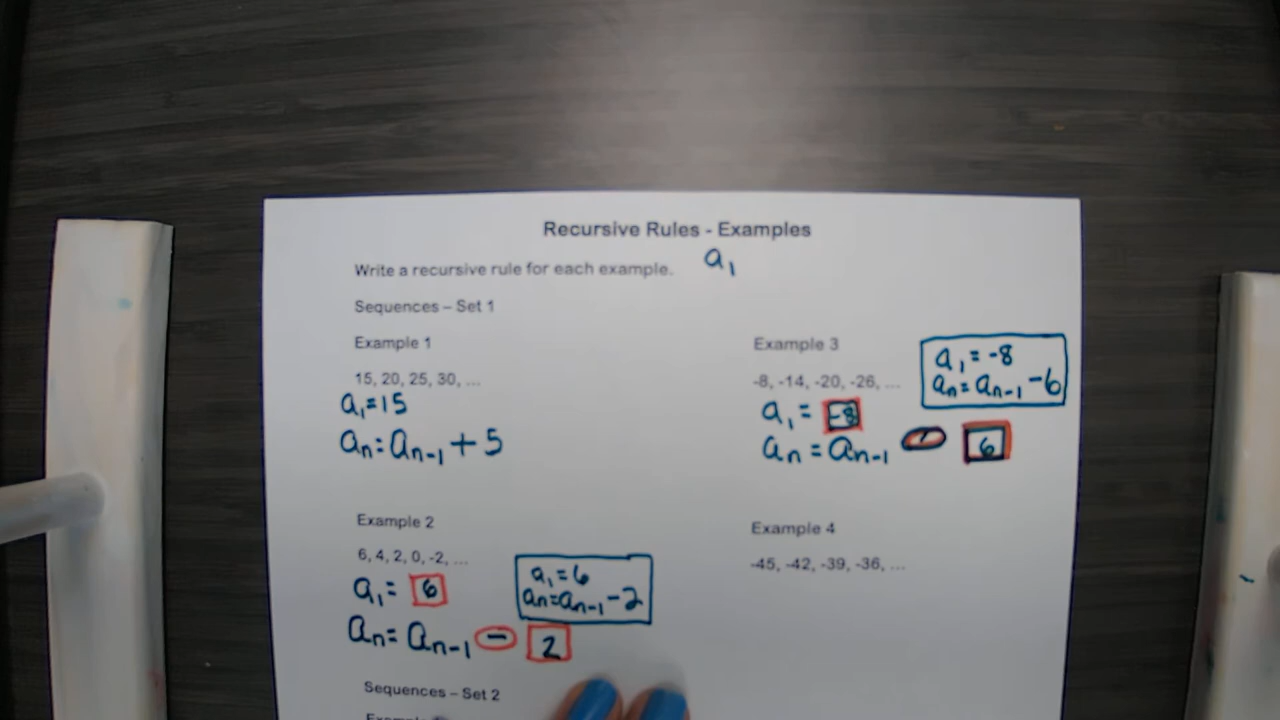 Recursive Rules - Examples
Write a recursive rule for each example. a₁
Sequences – Set 1
Example 1
15, 20, 25, 30, ...
a₁=15
aₙ=aₙ₋₁+5
Example 2
6, 4, 2, 0, -2, ...
a₁= 6
aₙ= aₙ₋₁ − 2
a₁=6
aₙ=aₙ₋₁-2
Example 3
-8, -14, -20, -26, ...
a₁ = -8
aₙ = aₙ₋₁ - 6
a₁ = -8
aₙ=aₙ₋₁-6
Example 4
-45, -42, -39, -36, ...
Sequences – Set 2